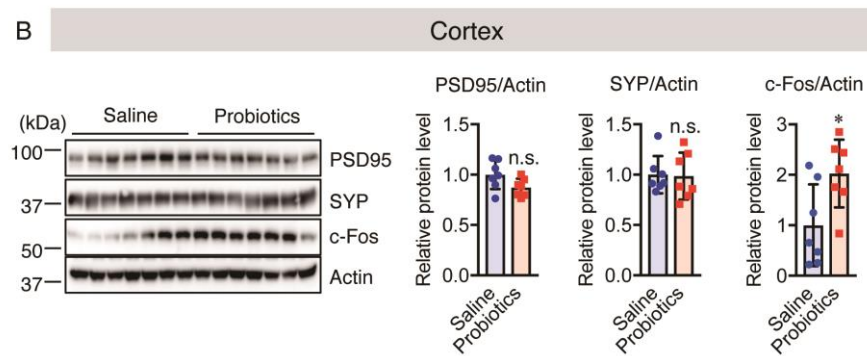 B
Cortex
(kDa)
Saline
Probiotics
100
37
50
37
PSD95
SYP
c-Fos
Actin
PSD95/Actin
Relative protein level
1.5
1.0
0.5
0.0
n.s.
Saline
Probiotics
SYP/Actin
Relative protein level
1.5
1.0
0.5
0.0
n.s.
Saline
Probiotics
c-Fos/Actin
Relative protein level
3
2
1
0
*
Saline
Probiotics